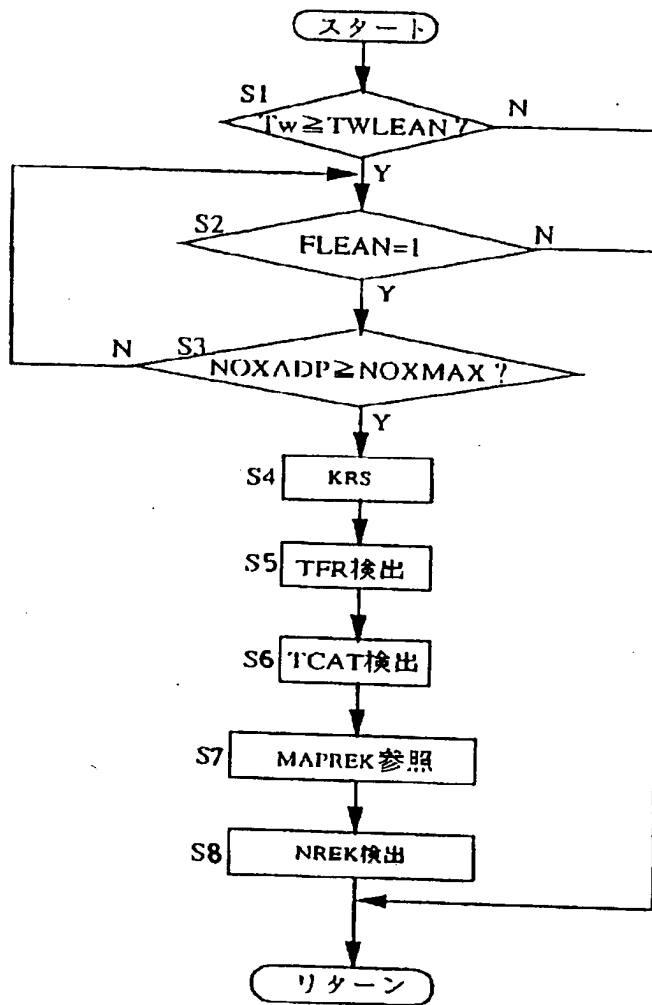 スタート
S1
Tw≧TWLEAN?
N
Y
S2
FLEAN=1
N
Y
S3
N
NOXADP≧NOXMAX?
Y
S4
KRS
S5
TFR検出
S6
TCAT検出
S7
MAPREK参照
S8
NREK検出
リターン